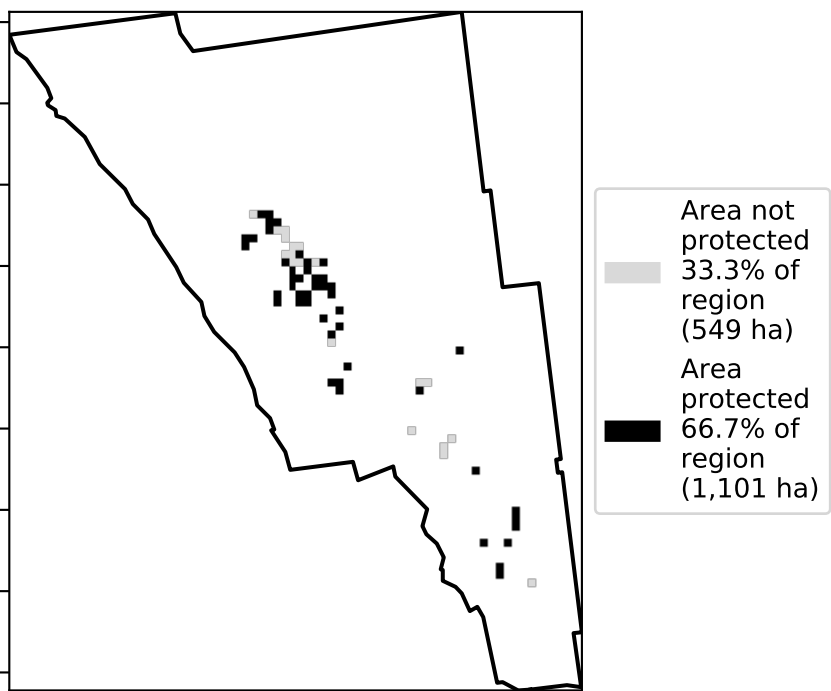 Area not
protected
33.3% of
region
(549 ha)
Area
protected
66.7% of
region
(1,101 ha)